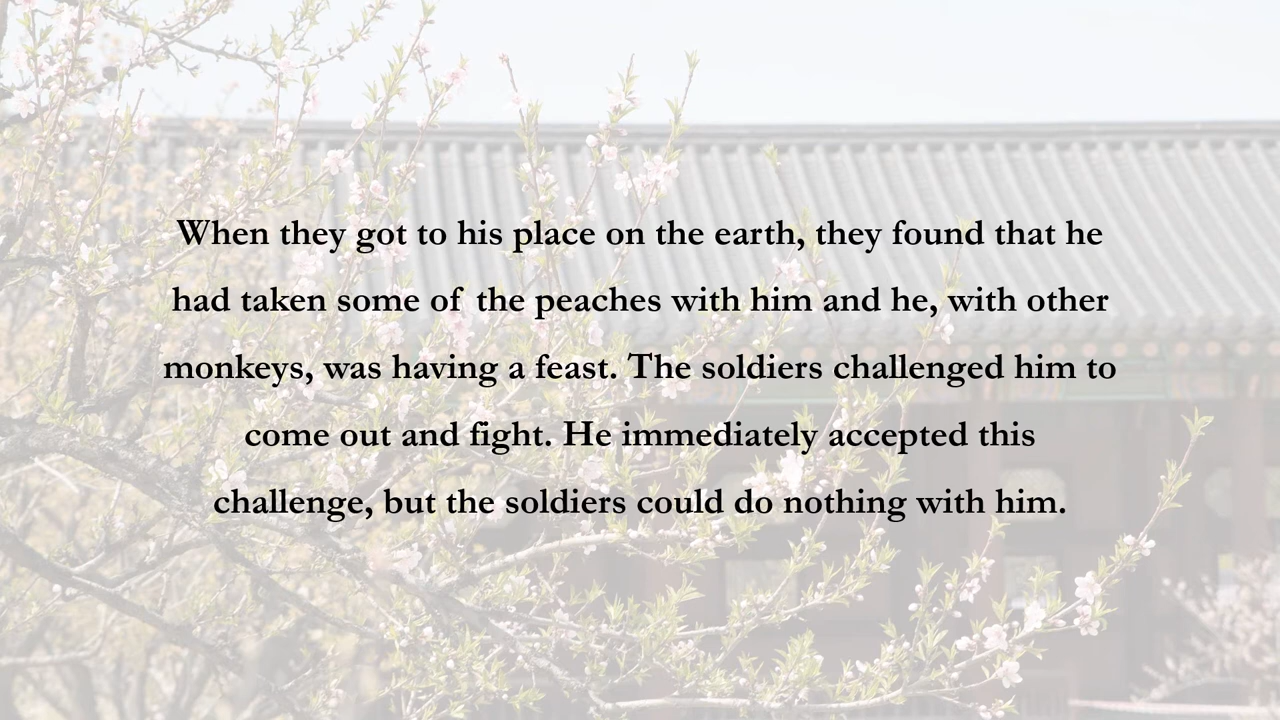 When they got to his place on the earth, they found that he
had taken some of the peaches with him and he, with other
monkeys, was having a feast. The soldiers challenged him to
come out and fight. He immediately accepted this
challenge, but the soldiers could do nothing with him.